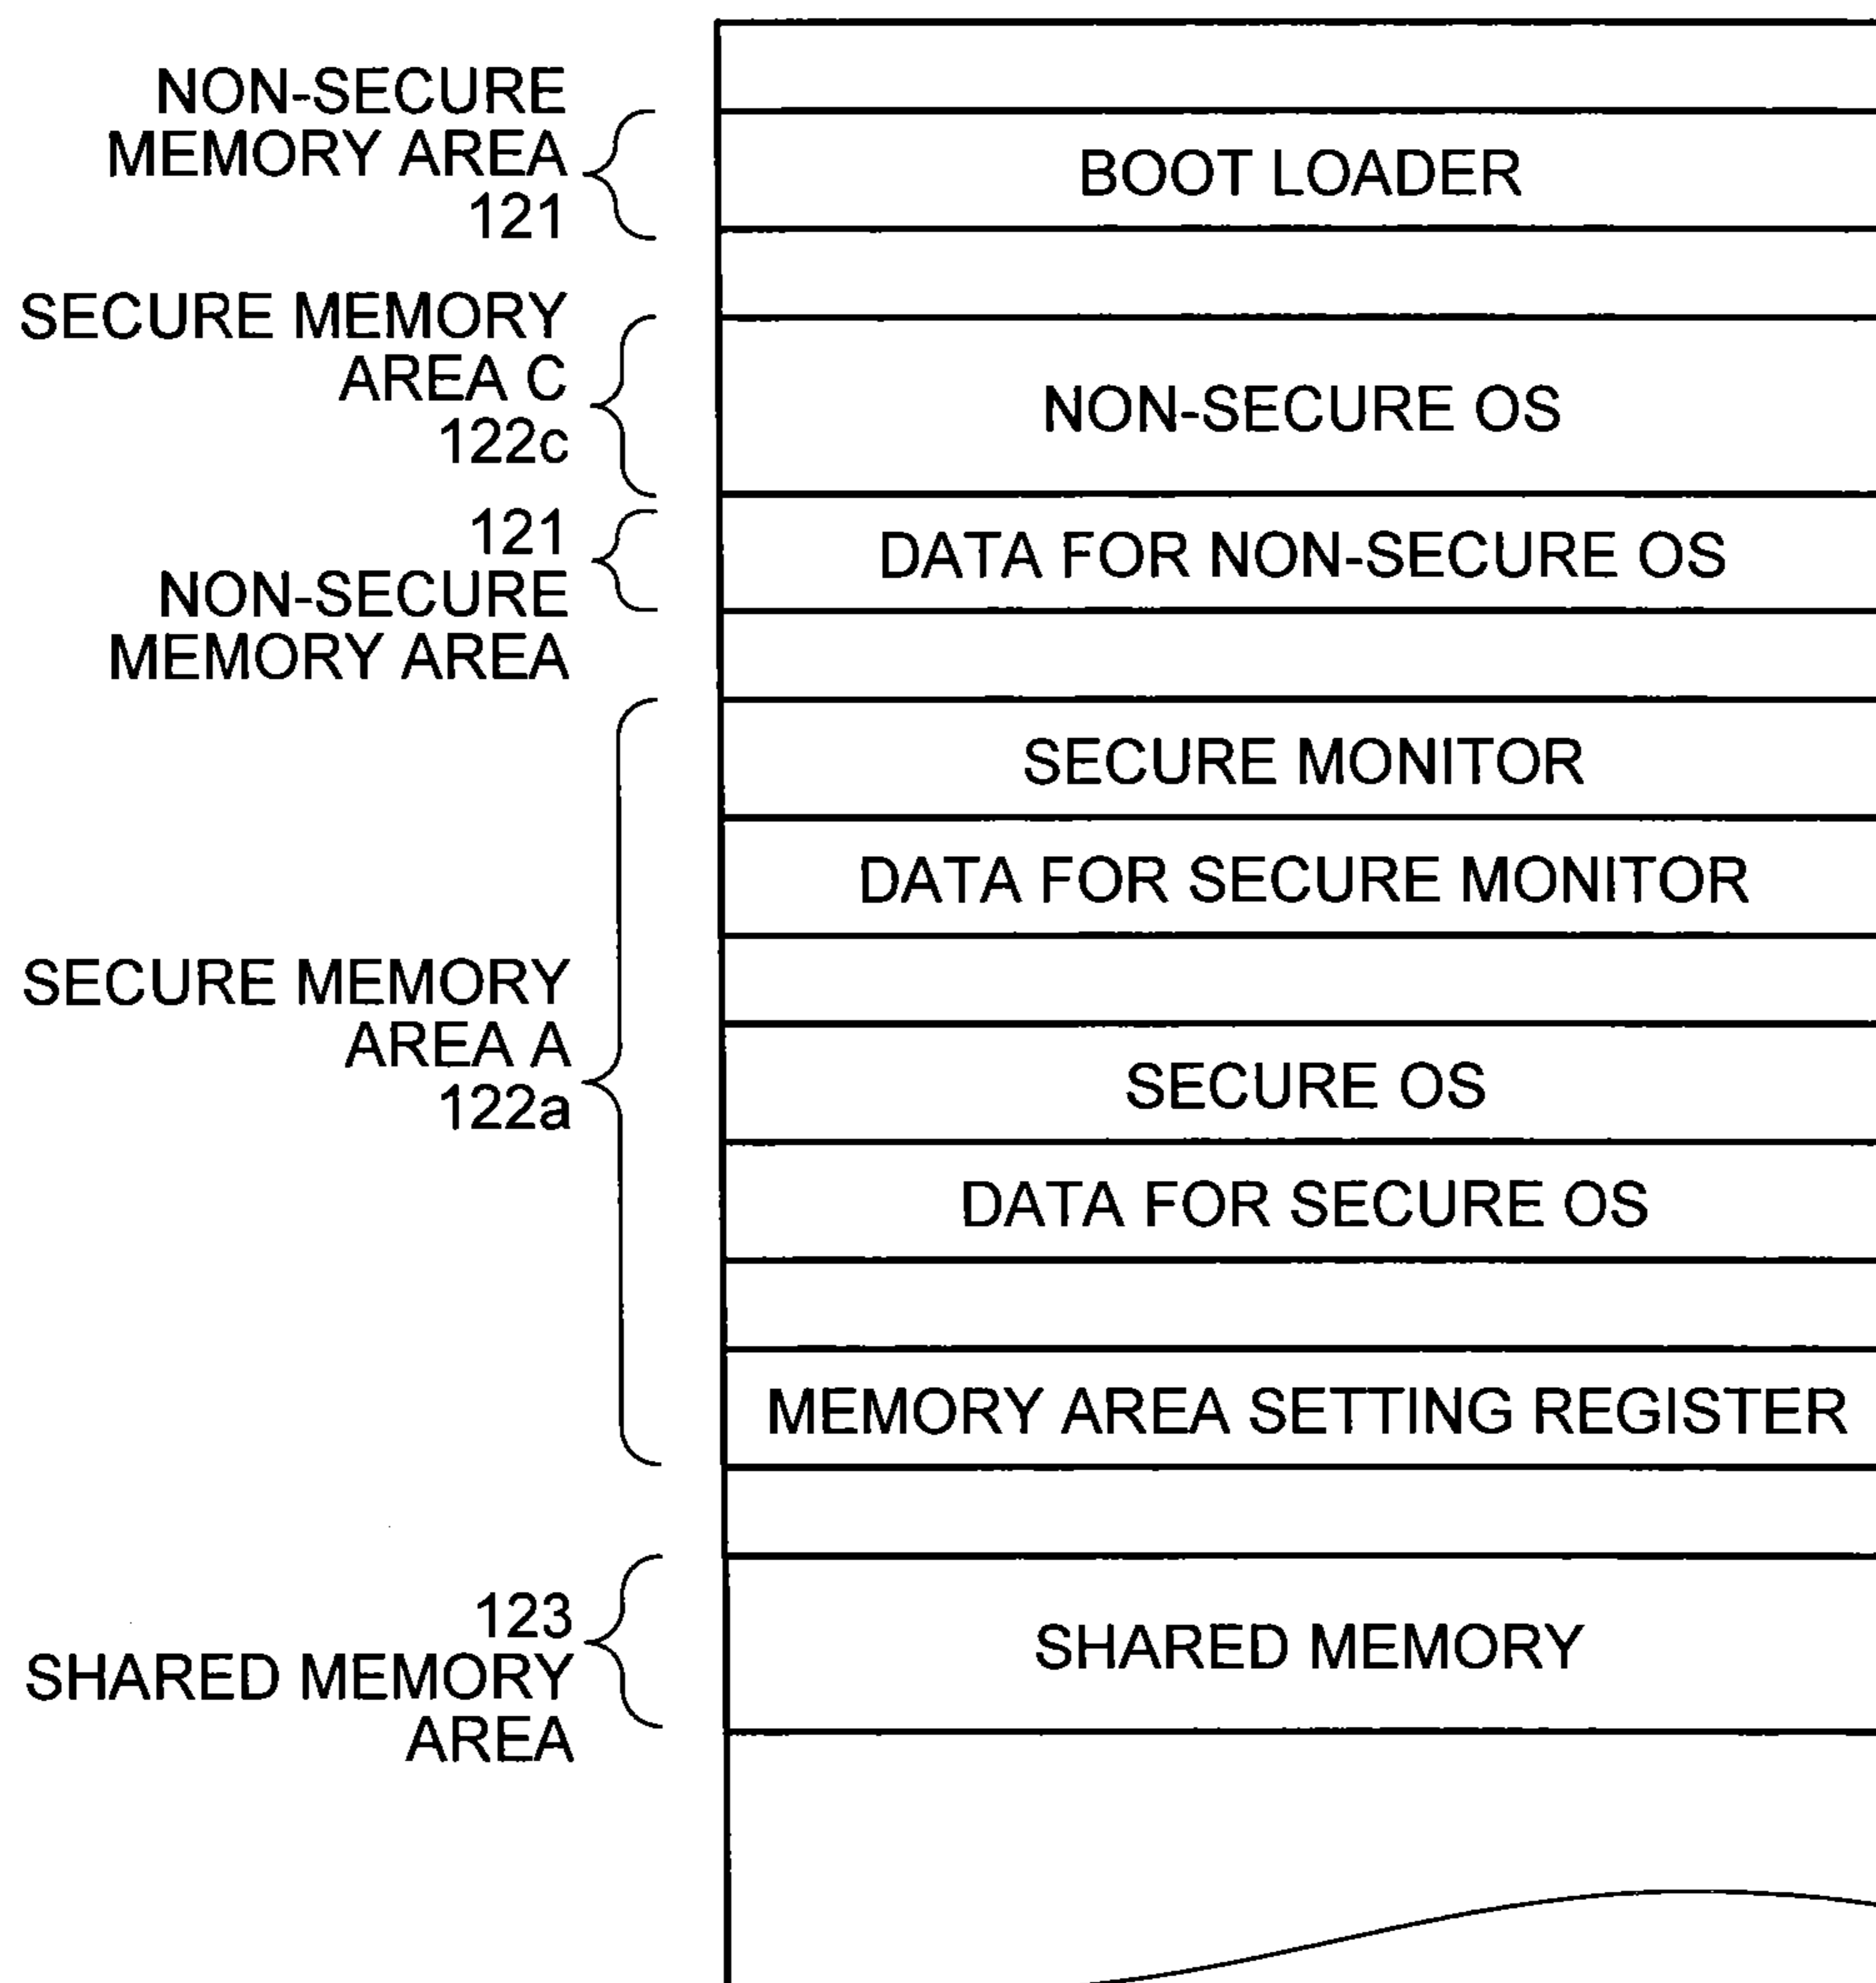 NON-SECURE
MEMORY AREA
121
BOOT LOADER
SECURE MEMORY
AREA C
122c
NON-SECURE OS
121
NON-SECURE
MEMORY AREA
DATA FOR NON-SECURE OS
SECURE MONITOR
DATA FOR SECURE MONITOR
SECURE MEMORY
AREA A
122a
SECURE OS
DATA FOR SECURE OS
MEMORY AREA SETTING REGISTER
123
SHARED MEMORY
AREA
SHARED MEMORY